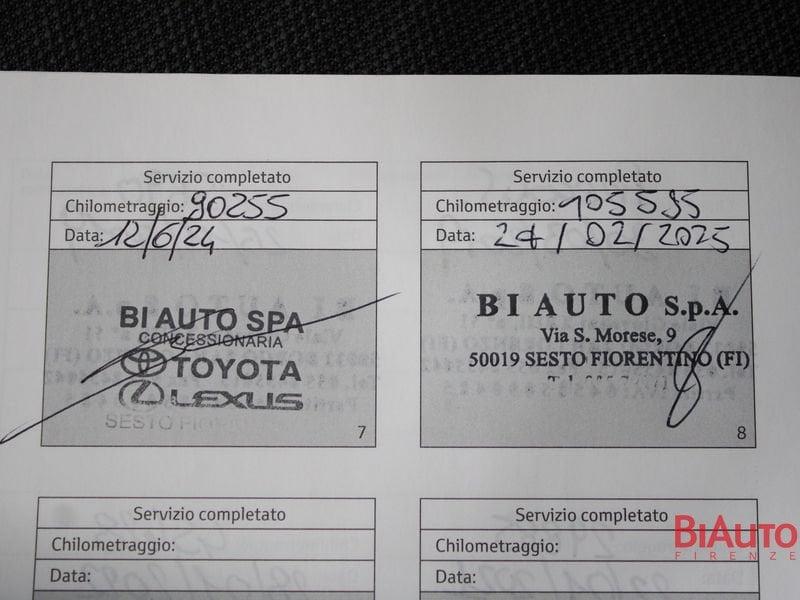 Servizio completato
Chilometraggio: 90255
Data: 12/6/24
BI AUTO SPA
CONCESSIONARIA
TOYOTA
LEXUS
SESTO
7
Servizio completato
Chilometraggio: 105595
Data: 24/02/2025
BI AUTO S.p.A.
Via S. Morese, 9
50019 SESTO FIORENTINO (FI)
8
Servizio completato
Chilometraggio:
Data:
Servizio completato
Chilometraggio:
Data:
BIAUTO
FIRENZE